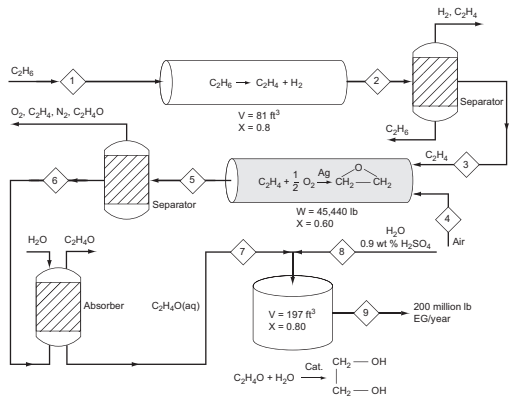 H₂, C₂H₄
C₂H₆
1
C₂H₆ → C₂H₄ + H₂
2
Separator
V = 81 ft³
X = 0.8
C₂H₆
O₂, C₂H₄, N₂, C₂H₄O
C₂H₄
3
6
5
C₂H₄ + 1/2 O₂ Ag → CH₂ — CH₂
O
Separator
W = 45,440 lb
X = 0.60
4
Air
H₂O
0.9 wt % H₂SO₄
H₂O
C₂H₄O
7
8
Absorber
C₂H₄O(aq)
V = 197 ft³
X = 0.80
9
200 million lb
EG/year
C₂H₄O + H₂O Cat. →
CH₂ — OH
CH₂ — OH